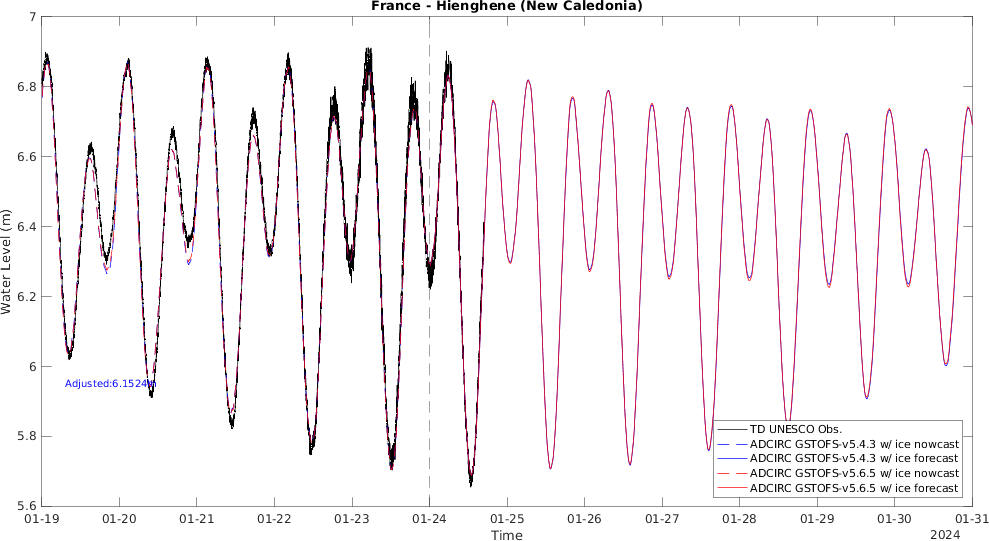 France - Hienghene (New Caledonia)
Water Level (m)
7
6.8
6.6
6.4
6.2
6
5.8
5.6
Adjusted:6.1524
TD UNESCO Obs.
ADCIRC GSTOFS-v5.4.3 w/ ice nowcast
ADCIRC GSTOFS-v5.4.3 w/ ice forecast
ADCIRC GSTOFS-v5.6.5 w/ ice nowcast
ADCIRC GSTOFS-v5.6.5 w/ ice forecast
01-19 01-20 01-21 01-22 01-23 01-24 01-25 01-26 01-27 01-28 01-29 01-30 01-31
Time
2024